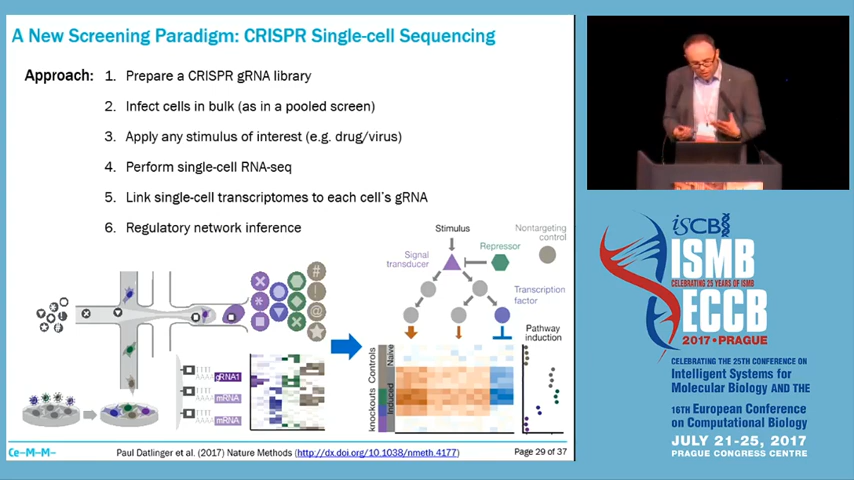 A New Screening Paradigm: CRISPR Single-cell Sequencing
Approach:
1. Prepare a CRISPR gRNA library
2. Infect cells in bulk (as in a pooled screen)
3. Apply any stimulus of interest (e.g. drug/virus)
4. Perform single-cell RNA-seq
5. Link single-cell transcriptomes to each cell's gRNA
6. Regulatory network inference
Stimulus
Nontargeting
control
Repressor
Signal
transducer
Transcription
factor
Pathway
induction
Controls
Naive
knockouts
Induced
gRNA1
AAAA
mRNA
AAAA
mRNA
AAAA
Ce-M-M-
Paul Datlinger et al. (2017) Nature Methods (http://dx.doi.org/10.1038/nmeth.4177)
Page 29 of 37
iSCB
ISMB
CELEBRATING 25 YEARS OF ISMB
ECCB
2017 • PRAGUE
CELEBRATING THE 25TH CONFERENCE ON
Intelligent Systems for
Molecular Biology AND THE
16TH European Conference
on Computational Biology
JULY 21-25, 2017
PRAGUE CONGRESS CENTRE